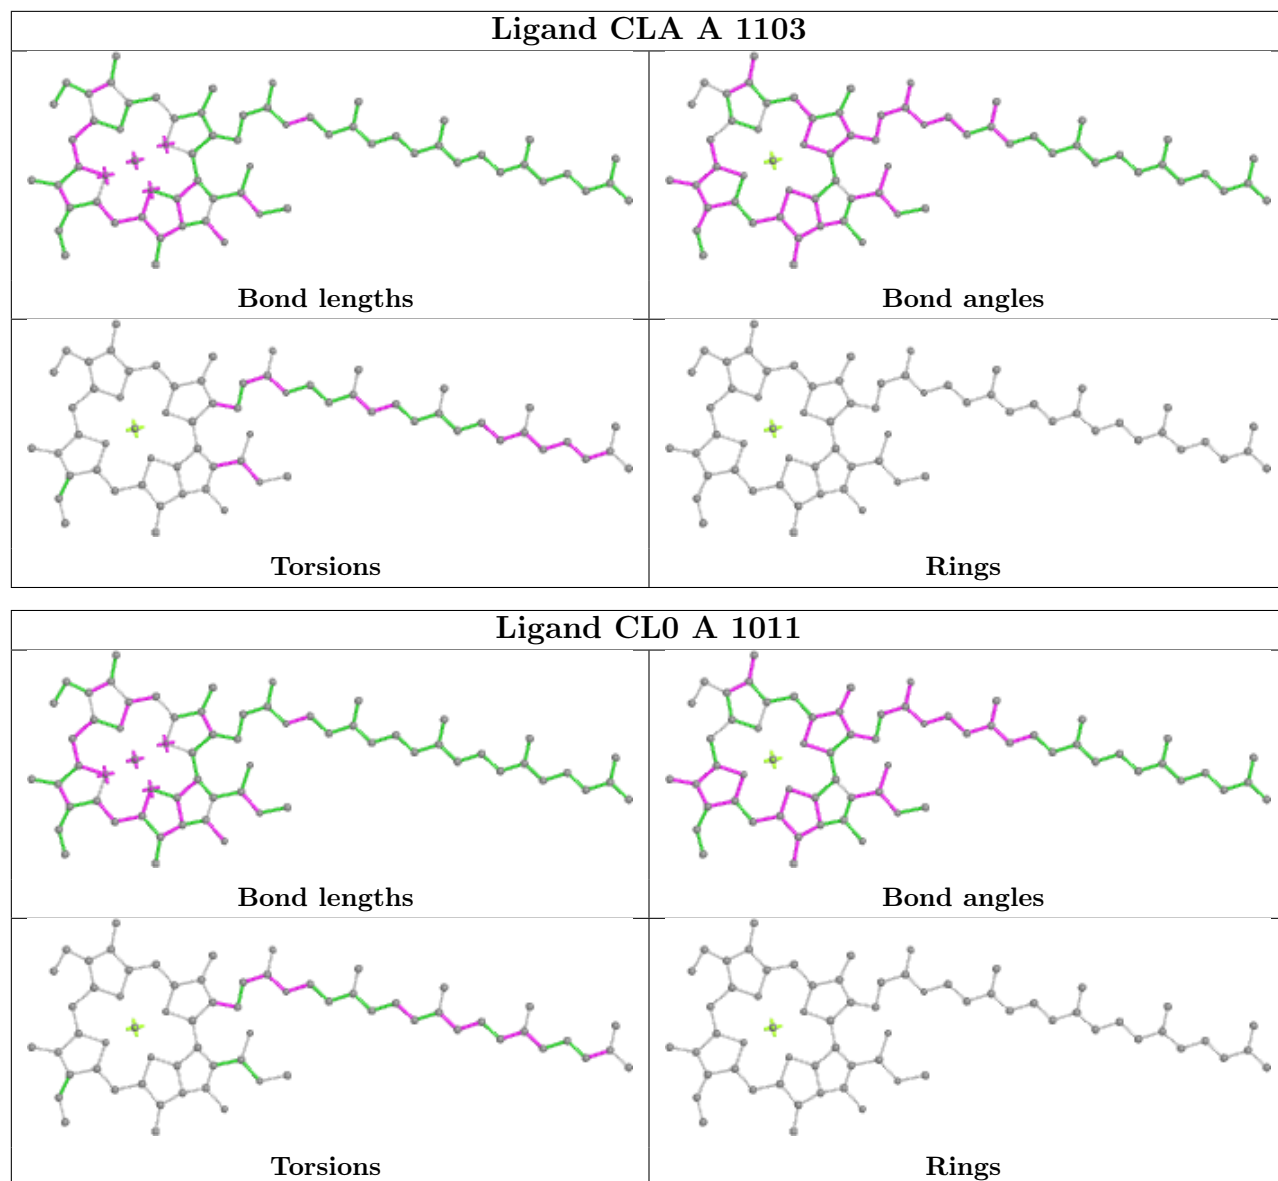 Ligand CLA A 1103
Bond lengths
Bond angles
Torsions
Rings
Ligand CL0 A 1011
Bond lengths
Bond angles
Torsions
Rings